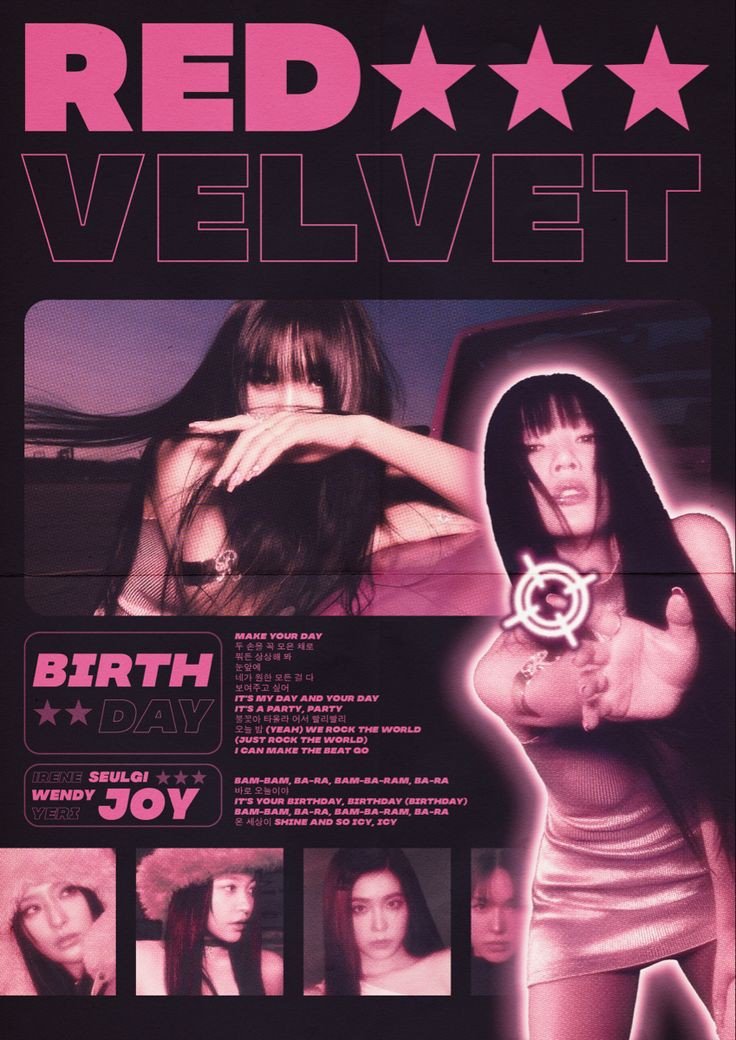 RED★★★
VELVET
BIRTH
★★DAY
MAKE YOUR DAY
두 손을 꼭 모은 채로
뭐든 상상해 봐
눈앞에
네가 원한 모든 걸 다
보여주고 싶어
IT'S MY DAY AND YOUR DAY
IT'S A PARTY, PARTY
불꽃아 타올라 어서 빨리빨리
오늘 밤 (YEAH) WE ROCK THE WORLD
(JUST ROCK THE WORLD)
I CAN MAKE THE BEAT GO
IRENE SEULGI ★★★
WENDY JOY
YERI
BAM-BAM, BA-RA, BAM-BA-RAM, BA-RA
바로 오늘이야
IT'S YOUR BIRTHDAY, BIRTHDAY (BIRTHDAY)
BAM-BAM, BA-RA, BAM-BA-RAM, BA-RA
온 세상이 SHINE AND SO ICY, ICY